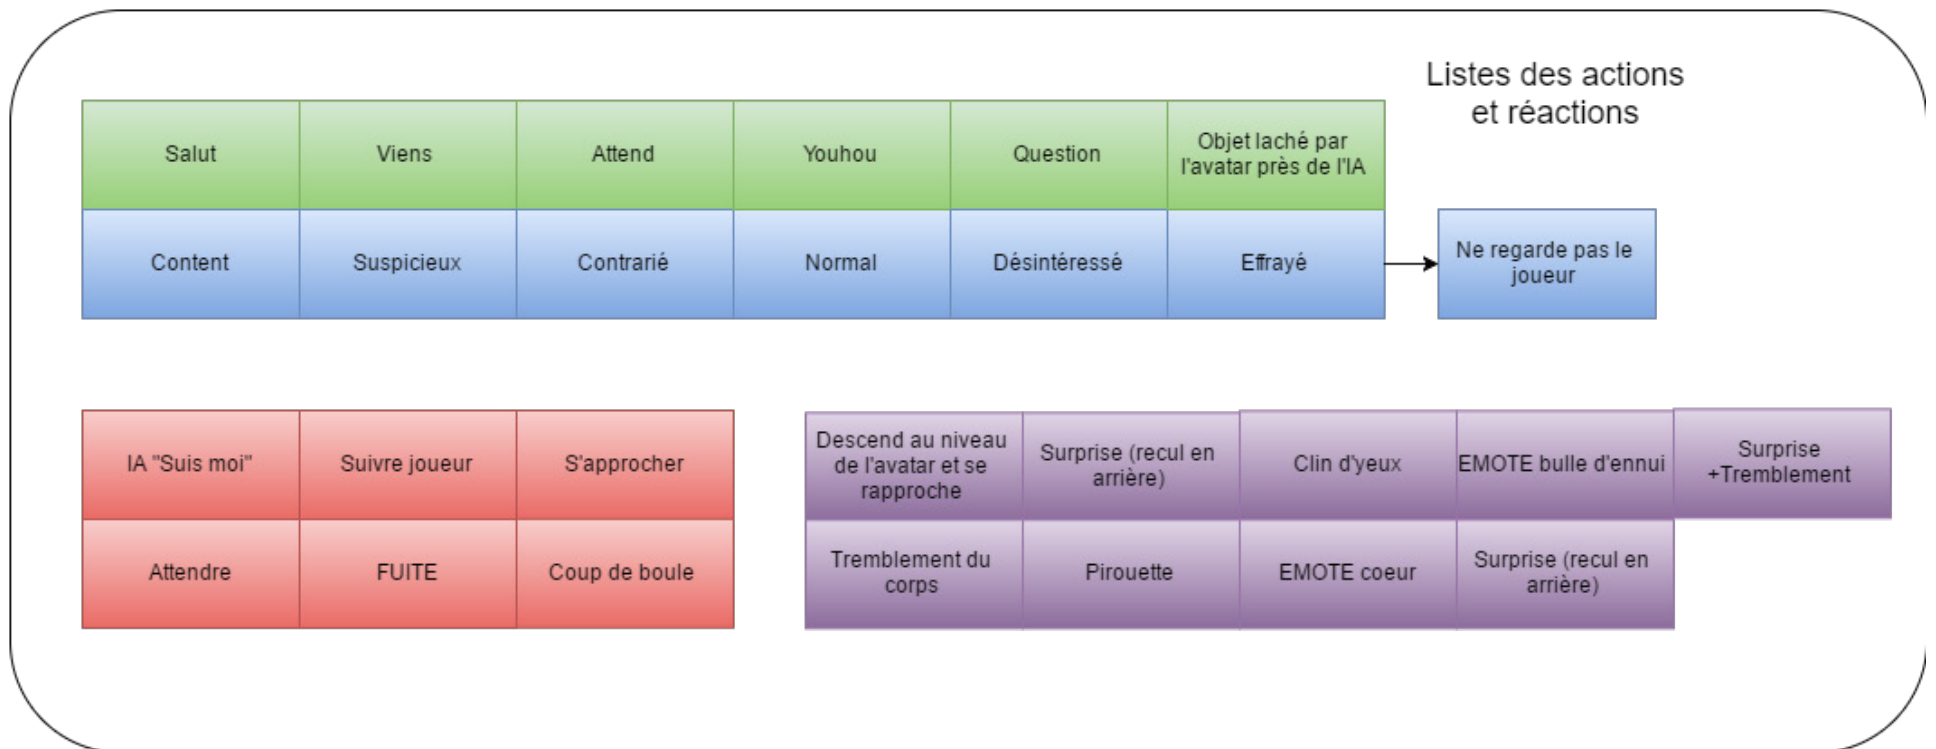 Listes des actions
et réactions
Salut
Viens
Attend
Youhou
Question
Objet laché par
l'avatar près de l'IA
Content
Suspicieux
Contrarié
Normal
Désintéressé
Effrayé
Ne regarde pas le
joueur
IA "Suis moi"
Suivre joueur
S'approcher
Attendre
FUITE
Coup de boule
Descend au niveau
de l'avatar et se
rapproche
Surprise (recul en
arrière)
Clin d'yeux
EMOTE bulle d'ennui
Surprise
+Tremblement
Tremblement du
corps
Pirouette
EMOTE coeur
Surprise (recul en
arrière)